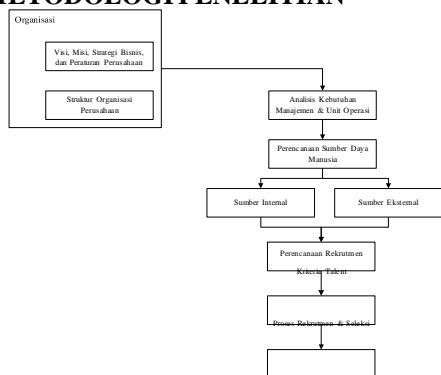 METODOLOGI PENELITIAN
Organisasi
Visi, Misi, Strategi Bisnis,
dan Peraturan Perusahaan
Struktur Organisasi
Perusahaan
Analisis Kebutuhan
Manajemen & Unit Operasi
Perencanaan Sumber Daya
Manusia
Sumber Internal
Sumber Eksternal
Perencanaan Rekrutmen
Kriteria Talent
Proses Rekrutmen & Seleksi